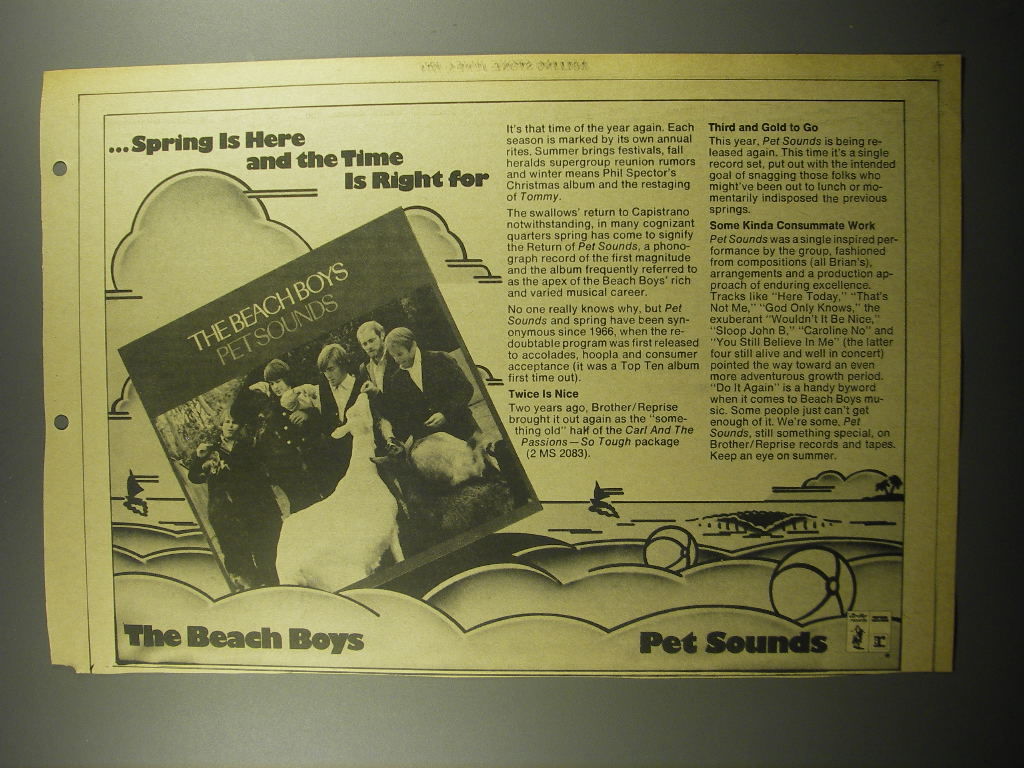 ...Spring Is Here
and the Time
Is Right for
THE BEACH BOYS
PET SOUNDS
It's that time of the year again. Each
season is marked by its own annual
rites. Summer brings festivals, fall
heralds supergroup reunion rumors
and winter means Phil Spector's
Christmas album and the restaging
of Tommy.
The swallows' return to Capistrano
notwithstanding, in many cognizant
quarters spring has come to signify
the Return of Pet Sounds, a phono-
graph record of the first magnitude
and the album frequently referred to
as the apex of the Beach Boys' rich
and varied musical career.
No one really knows why, but Pet
Sounds and spring have been syn-
onymous since 1966, when the re-
doubtable program was first released
to accolades, hoopla and consumer
acceptance (it was a Top Ten album
first time out).
Twice Is Nice
Two years ago, Brother/Reprise
brought it out again as the "some-
thing old" half of the Carl And The
Passions—So Tough package
(2 MS 2083).
Third and Gold to Go
This year, Pet Sounds is being re-
leased again. This time it's a single
record set, put out with the intended
goal of snagging those folks who
might've been out to lunch or mo-
mentarily indisposed the previous
springs.
Some Kinda Consummate Work
Pet Sounds was a single inspired per-
formance by the group, fashioned
from compositions (all Brian's),
arrangements and a production ap-
proach of enduring excellence.
Tracks like "Here Today," "That's
Not Me," "God Only Knows," the
exuberant "Wouldn't It Be Nice,"
"Sloop John B," "Caroline No" and
"You Still Believe In Me" (the latter
four still alive and well in concert)
pointed the way toward an even
more adventurous growth period.
"Do It Again" is a handy byword
when it comes to Beach Boys mu-
sic. Some people just can't get
enough of it. We're some. Pet
Sounds, still something special, on
Brother/Reprise records and tapes.
Keep an eye on summer.
The Beach Boys
Pet Sounds